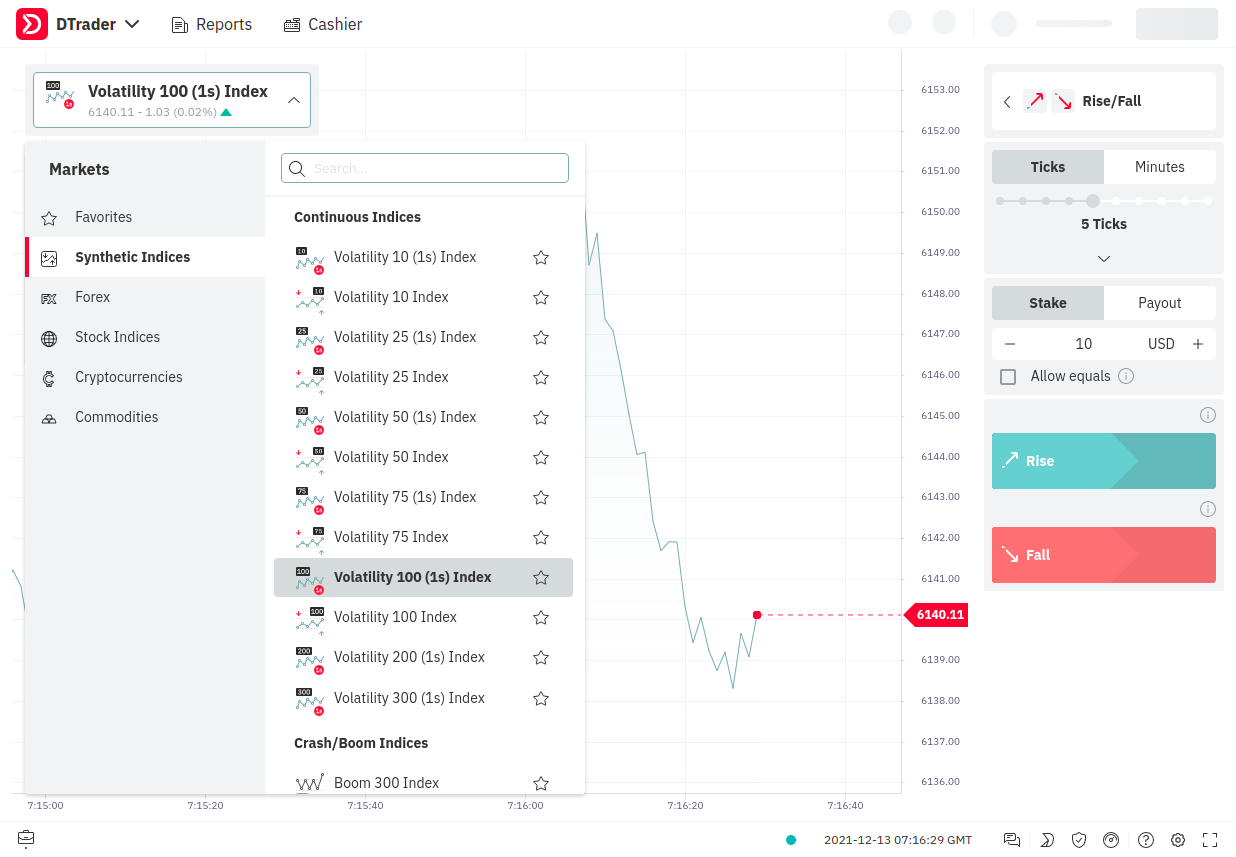 DTrader
Reports
Cashier
Volatility 100 (1s) Index
6140.11 - 1.03 (0.02%)
Markets
Favorites
Synthetic Indices
Forex
Stock Indices
Cryptocurrencies
Commodities
Search...
Continuous Indices
10 1s Volatility 10 (1s) Index
10 Volatility 10 Index
25 1s Volatility 25 (1s) Index
25 Volatility 25 Index
50 1s Volatility 50 (1s) Index
50 Volatility 50 Index
75 1s Volatility 75 (1s) Index
75 Volatility 75 Index
100 1s Volatility 100 (1s) Index
100 Volatility 100 Index
200 1s Volatility 200 (1s) Index
300 1s Volatility 300 (1s) Index
Crash/Boom Indices
Boom 300 Index
6153.00
6152.00
6151.00
6150.00
6149.00
6148.00
6147.00
6146.00
6145.00
6144.00
6143.00
6142.00
6141.00
6140.11
6139.00
6138.00
6137.00
6136.00
7:15:00
7:15:20
7:15:40
7:16:00
7:16:20
7:16:40
Rise/Fall
Ticks
Minutes
5 Ticks
Stake
Payout
10
USD
Allow equals
Rise
Fall
2021-12-13 07:16:29 GMT